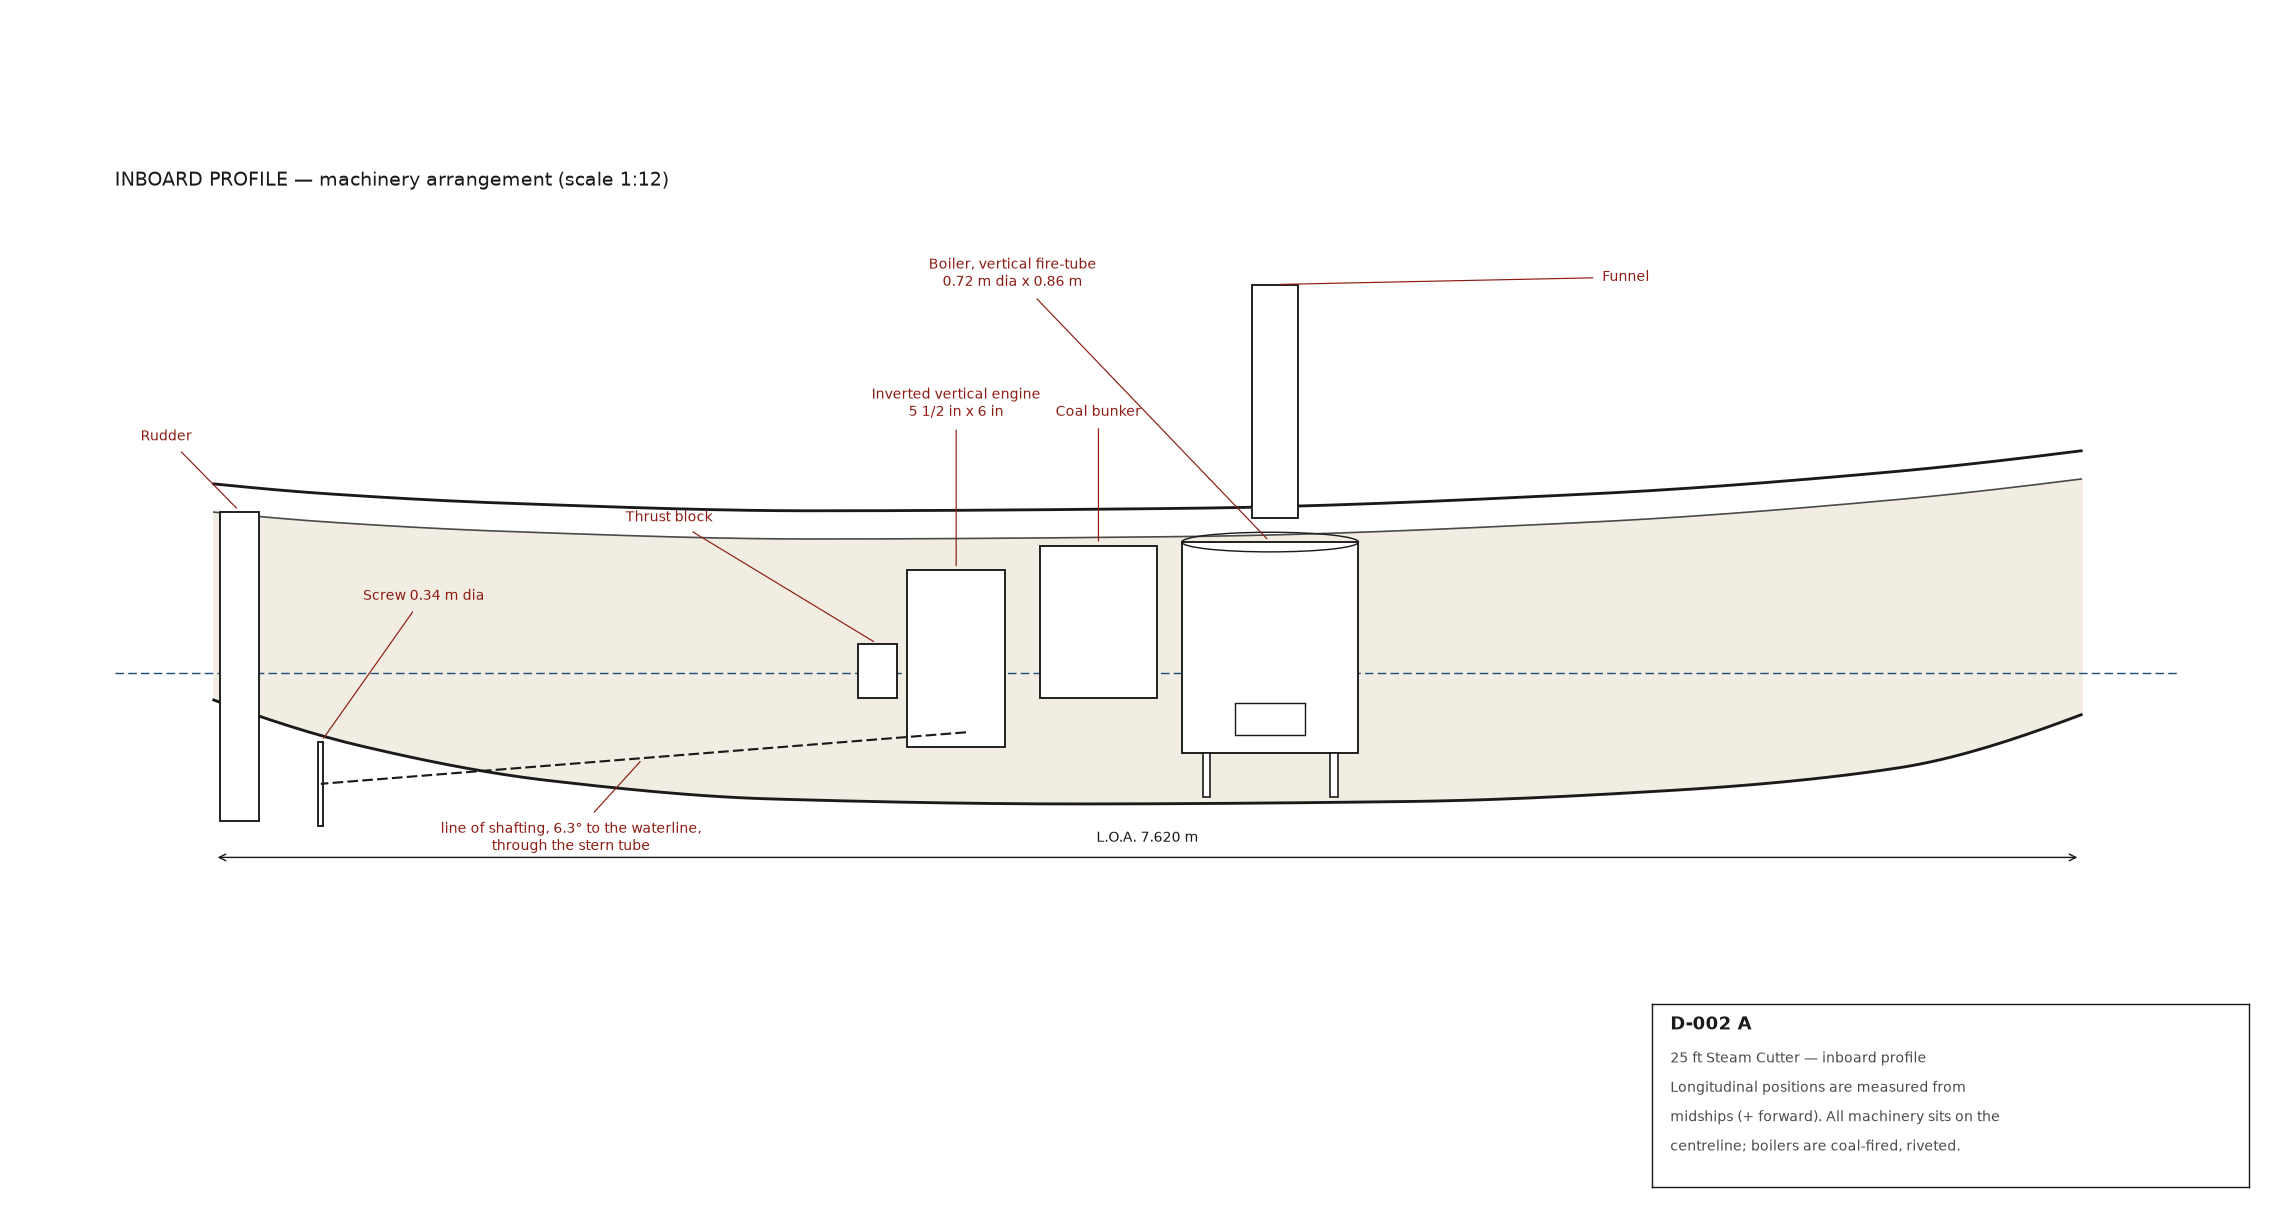 INBOARD PROFILE — machinery arrangement (scale 1:12)
Boiler, vertical fire-tube
0.72 m dia x 0.86 m
Funnel
Inverted vertical engine
5 1/2 in x 6 in
Coal bunker
Rudder
Thrust block
Screw 0.34 m dia
line of shafting, 6.3° to the waterline,
through the stern tube
L.O.A. 7.620 m
D-002 A
25 ft Steam Cutter — inboard profile
Longitudinal positions are measured from
midships (+ forward). All machinery sits on the
centreline; boilers are coal-fired, riveted.